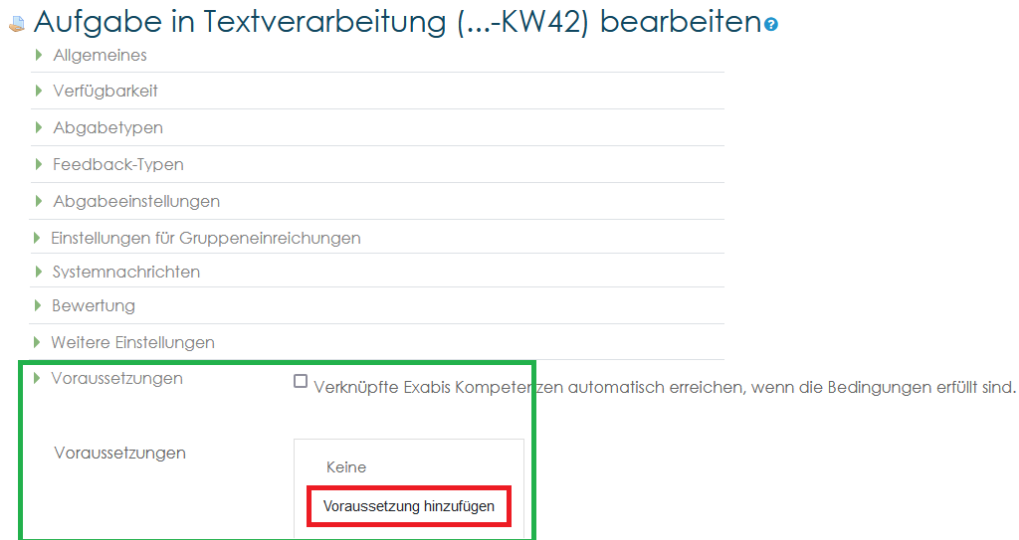 Aufgabe in Textverarbeitung (...-KW42) bearbeiten
Allgemeines
Verfügbarkeit
Abgabetypen
Feedback-Typen
Abgabeeinstellungen
Einstellungen für Gruppeneinreichungen
Systemnachrichten
Bewertung
Weitere Einstellungen
Voraussetzungen
Verknüpfte Exabis Kompetenzen automatisch erreichen, wenn die Bedingungen erfüllt sind.
Voraussetzungen
Keine
Voraussetzung hinzufügen